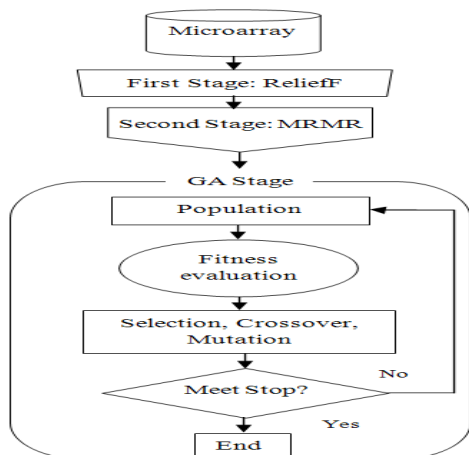 Microarray
First Stage: ReliefF
Second Stage: MRMR
GA Stage
Population
Fitness
evaluation
Selection, Crossover,
Mutation
Meet Stop?
No
Yes
End